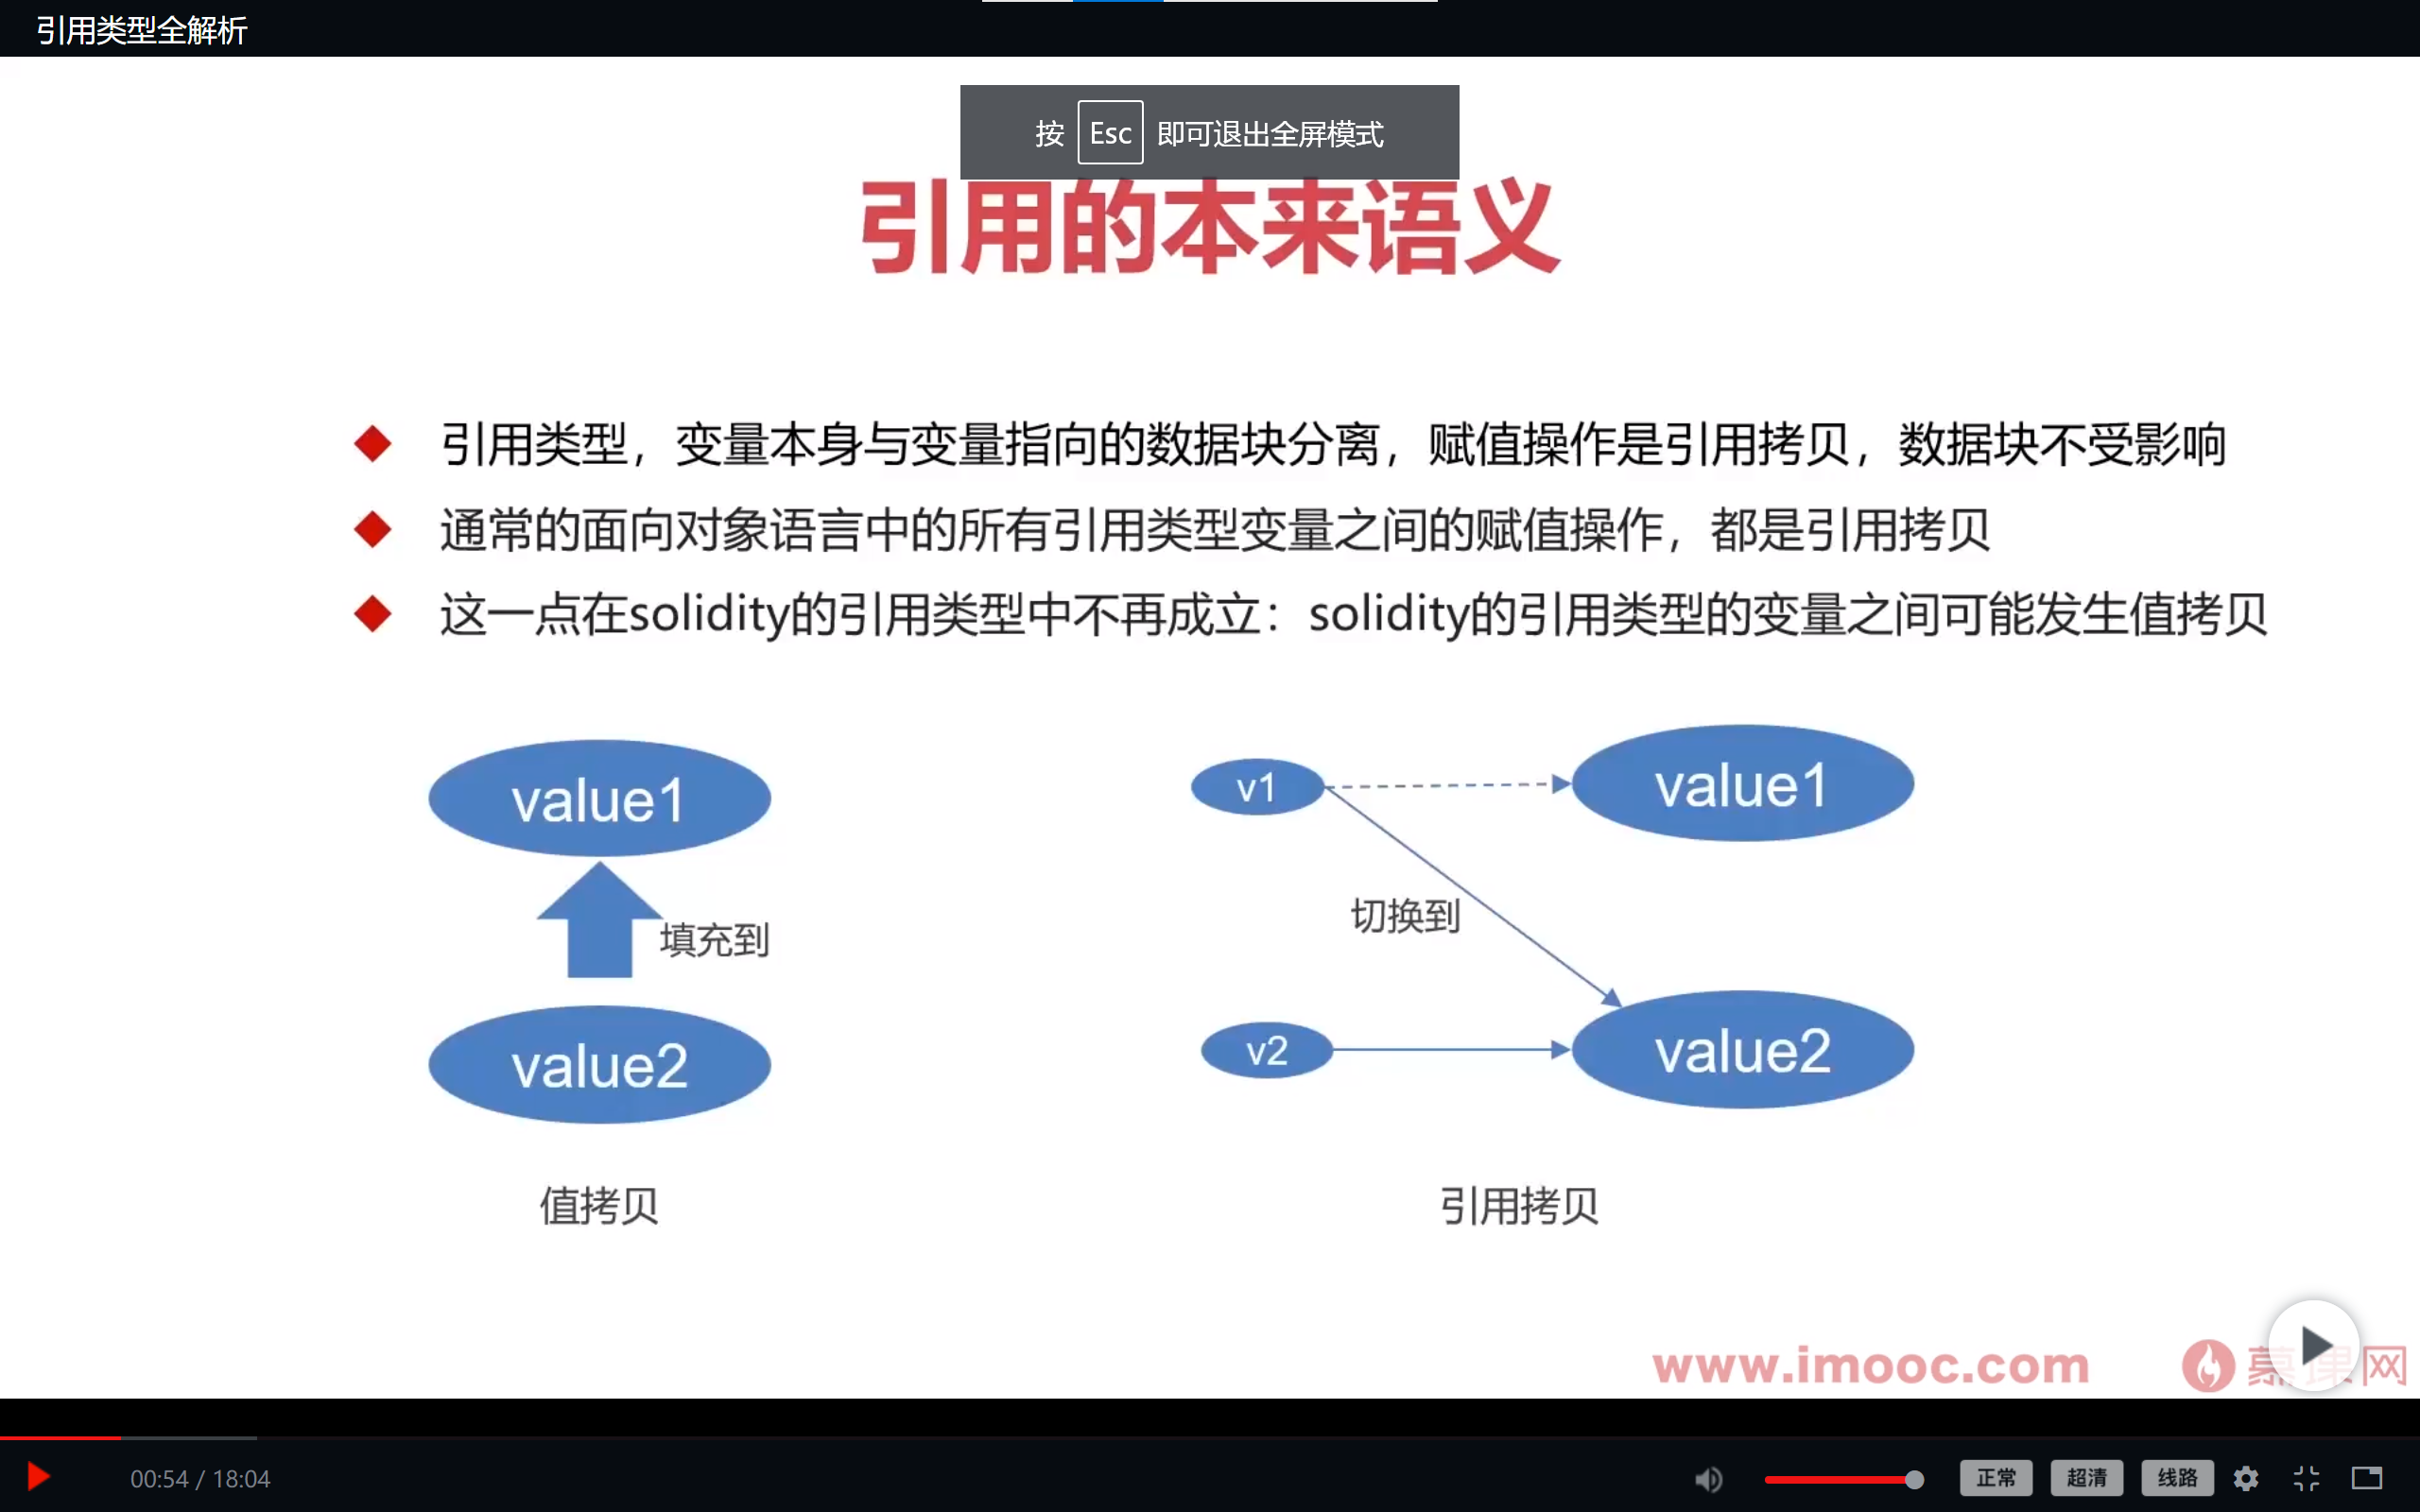 引用类型全解析
按 Esc 即可退出全屏模式
引用的本来语义
引用类型，变量本身与变量指向的数据块分离，赋值操作是引用拷贝，数据块不受影响
通常的面向对象语言中的所有引用类型变量之间的赋值操作，都是引用拷贝
这一点在solidity的引用类型中不再成立：solidity的引用类型的变量之间可能发生值拷贝
value1
填充到
value2
值拷贝
v1
value1
切换到
v2
value2
引用拷贝
www.imooc.com
慕课网
00:54 / 18:04
正常
超清
线路